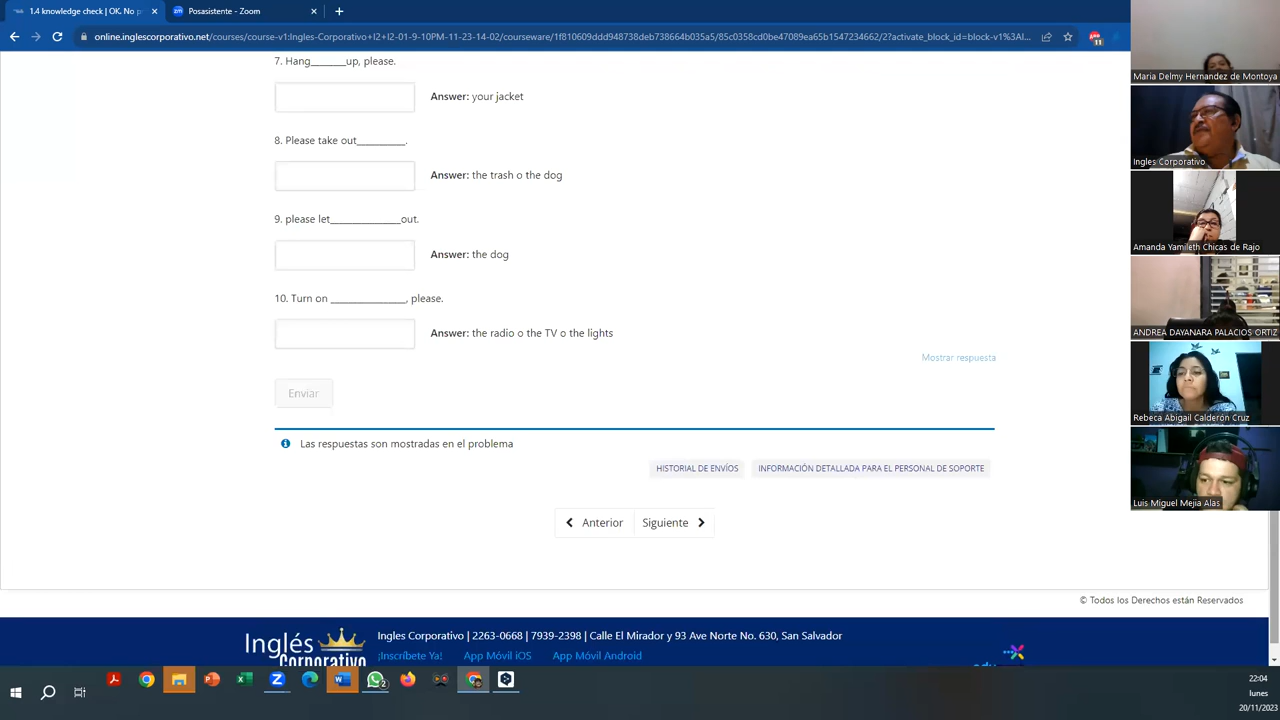 1.4 knowledge check | OK. No pr
Posasistente - Zoom
online.inglescorporativo.net/courses/course-v1:Ingles-Corporativo+I2+I2-01-9-10PM-11-23-14-02/courseware/1f810609ddd948738deb738664b035a5/85c0358cd0be47089ea65b1547234662/2?activate_block_id=block-v1%3AI...
11
7. Hang_______up, please.
Answer: your jacket
8. Please take out__________.
Answer: the trash o the dog
9. please let______________out.
Answer: the dog
10. Turn on _______________, please.
Answer: the radio o the TV o the lights
Mostrar respuesta
Enviar
Las respuestas son mostradas en el problema
HISTORIAL DE ENVÍOS
INFORMACIÓN DETALLADA PARA EL PERSONAL DE SOPORTE
Anterior
Siguiente
© Todos los Derechos están Reservados
Inglés
Corporativo
Ingles Corporativo | 2263-0668 | 7939-2398 | Calle El Mirador y 93 Ave Norte No. 630, San Salvador
¡Inscríbete Ya!
App Móvil iOS
App Móvil Android
Maria Delmy Hernandez de Montoya
Ingles Corporativo
Amanda Yamileth Chicas de Rajo
ANDREA DAYANARA PALACIOS ORTIZ
Rebeca Abigail Calderón Cruz
Luis Miguel Mejia Alas
2
22:04
lunes
20/11/2023